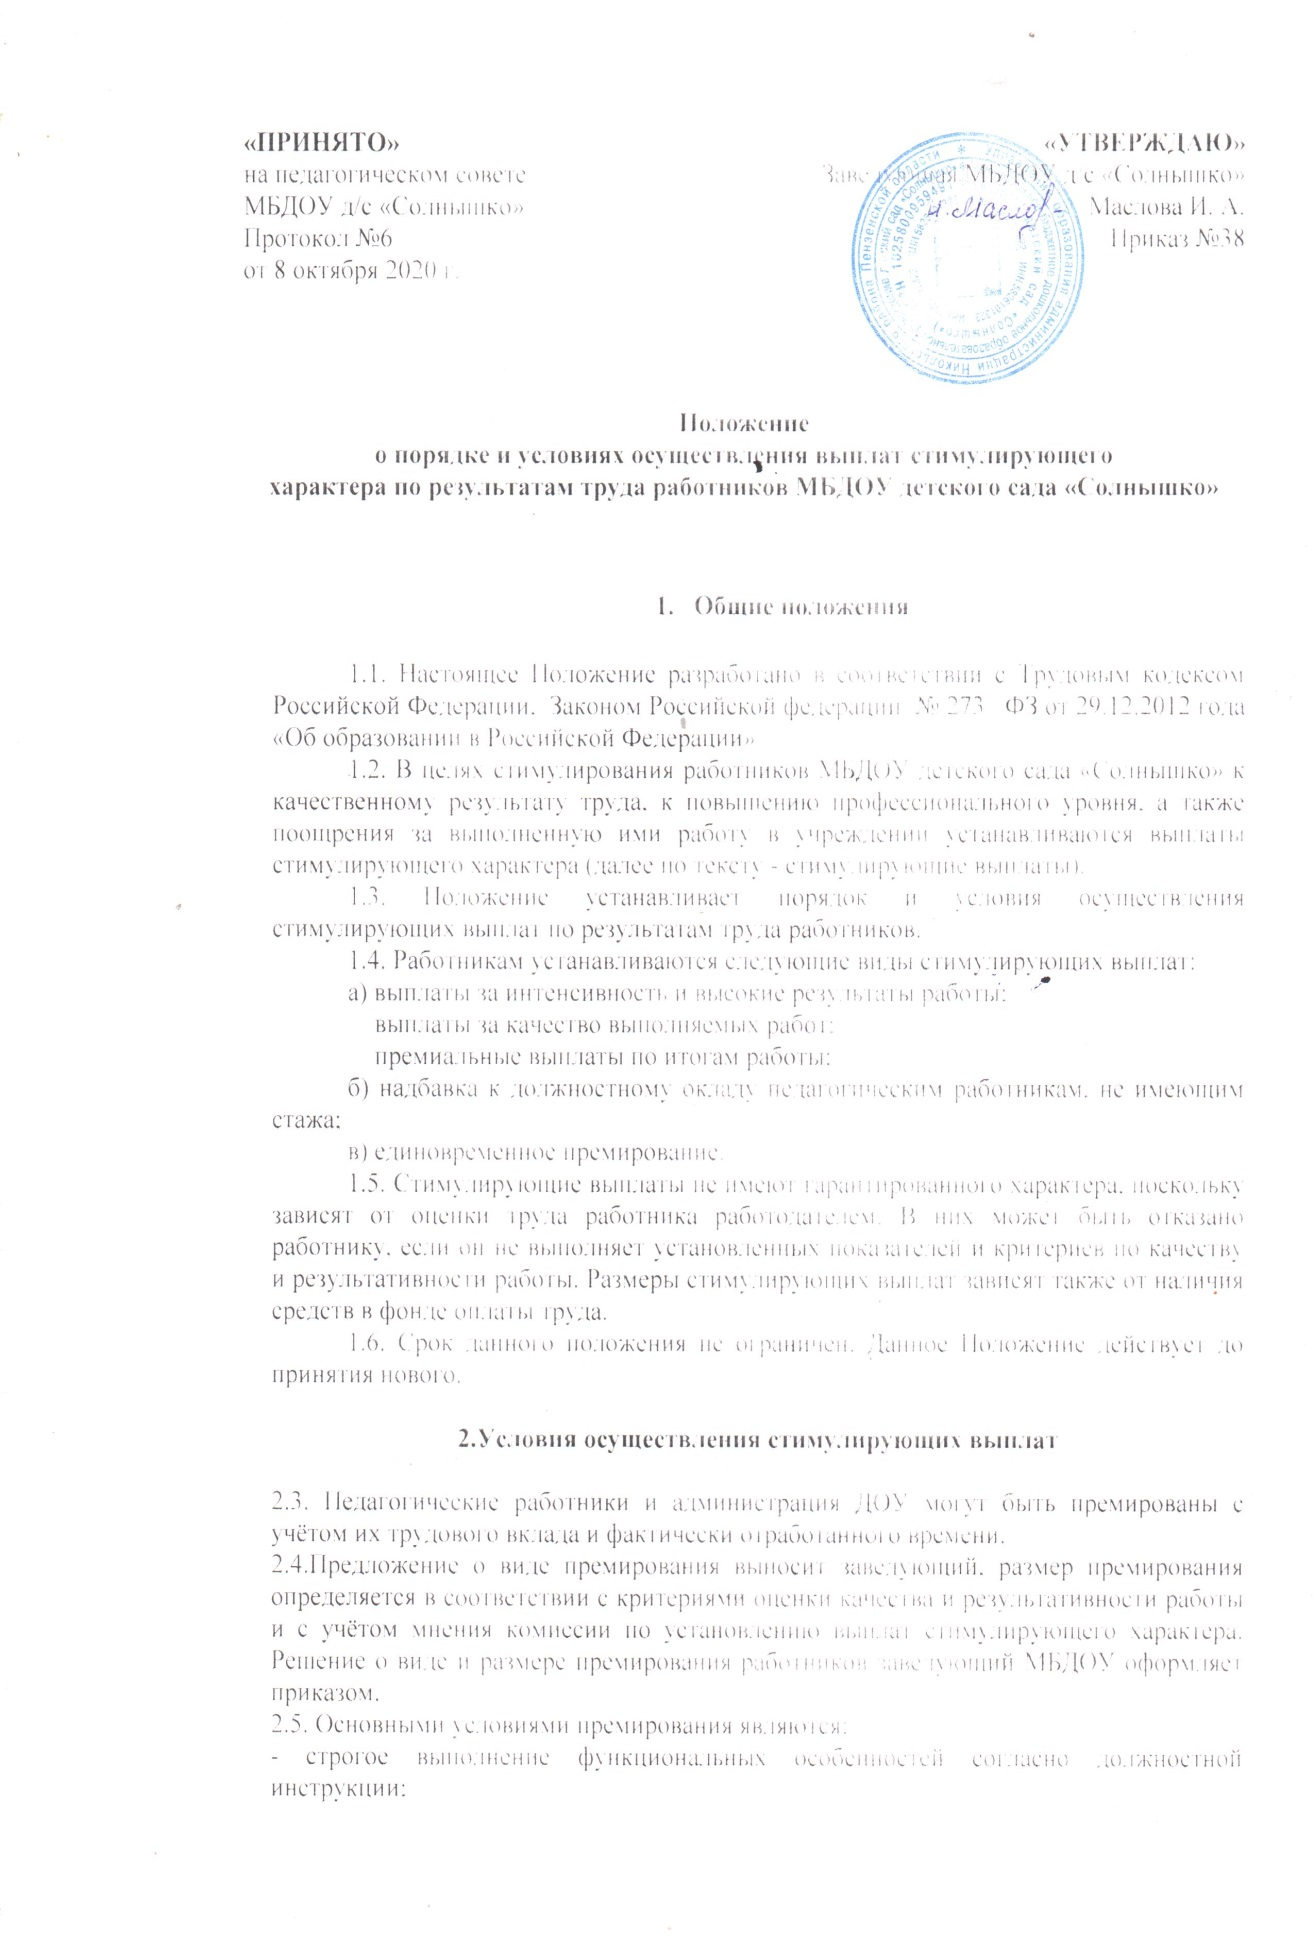 «ПРИНЯТО»
на педагогическом совете
МБДОУ д/с «Солнышко»
Протокол №6
от 8 октября 2020 г.
«УТВЕРЖДАЮ»
Заведующая МБДОУ д с «Солнышко»
Маслова И. А.
Приказ №38
Положение
о порядке и условиях осуществления выплат стимулирующего
характера по результатам труда работников МБДОУ детского сада «Солнышко»
1. Общие положения
1.1. Настоящее Положение разработано в соответствии с Трудовым кодексом
Российской Федерации, Законом Российской федерации № 273 ФЗ от 29.12.2012 года
«Об образовании в Российской Федерации»
1.2. В целях стимулирования работников МБДОУ детского сада «Солнышко» к
качественному результату труда, к повышению профессионального уровня, а также
поощрения за выполненную ими работу в учреждении устанавливаются выплаты
стимулирующего характера (далее по тексту - стимулирующие выплаты).
1.3. Положение устанавливает порядок и условия осуществления
стимулирующих выплат по результатам труда работников.
1.4. Работникам устанавливаются следующие виды стимулирующих выплат:
а) выплаты за интенсивность и высокие результаты работы;
выплаты за качество выполняемых работ;
премиальные выплаты по итогам работы;
б) надбавка к должностному окладу педагогическим работникам, не имеющим
стажа;
в) единовременное премирование.
1.5. Стимулирующие выплаты не имеют гарантированного характера, поскольку
зависят от оценки труда работника работодателем. В них может быть отказано
работнику, если он не выполняет установленных показателей и критериев по качеству
и результативности работы. Размеры стимулирующих выплат зависят также от наличия
средств в фонде оплаты труда.
1.6. Срок данного положения не ограничен. Данное Положение действует до
принятия нового.
2.Условия осуществления стимулирующих выплат
2.3. Педагогические работники и администрация ДОУ могут быть премированы с
учётом их трудового вклада и фактически отработанного времени.
2.4.Предложение о виде премирования выносит заведующий, размер премирования
определяется в соответствии с критериями оценки качества и результативности работы
и с учётом мнения комиссии по установлению выплат стимулирующего характера.
Решение о виде и размере премирования работников заведующий МБДОУ оформляет
приказом.
2.5. Основными условиями премирования являются:
- строгое выполнение функциональных особенностей согласно должностной
инструкции;